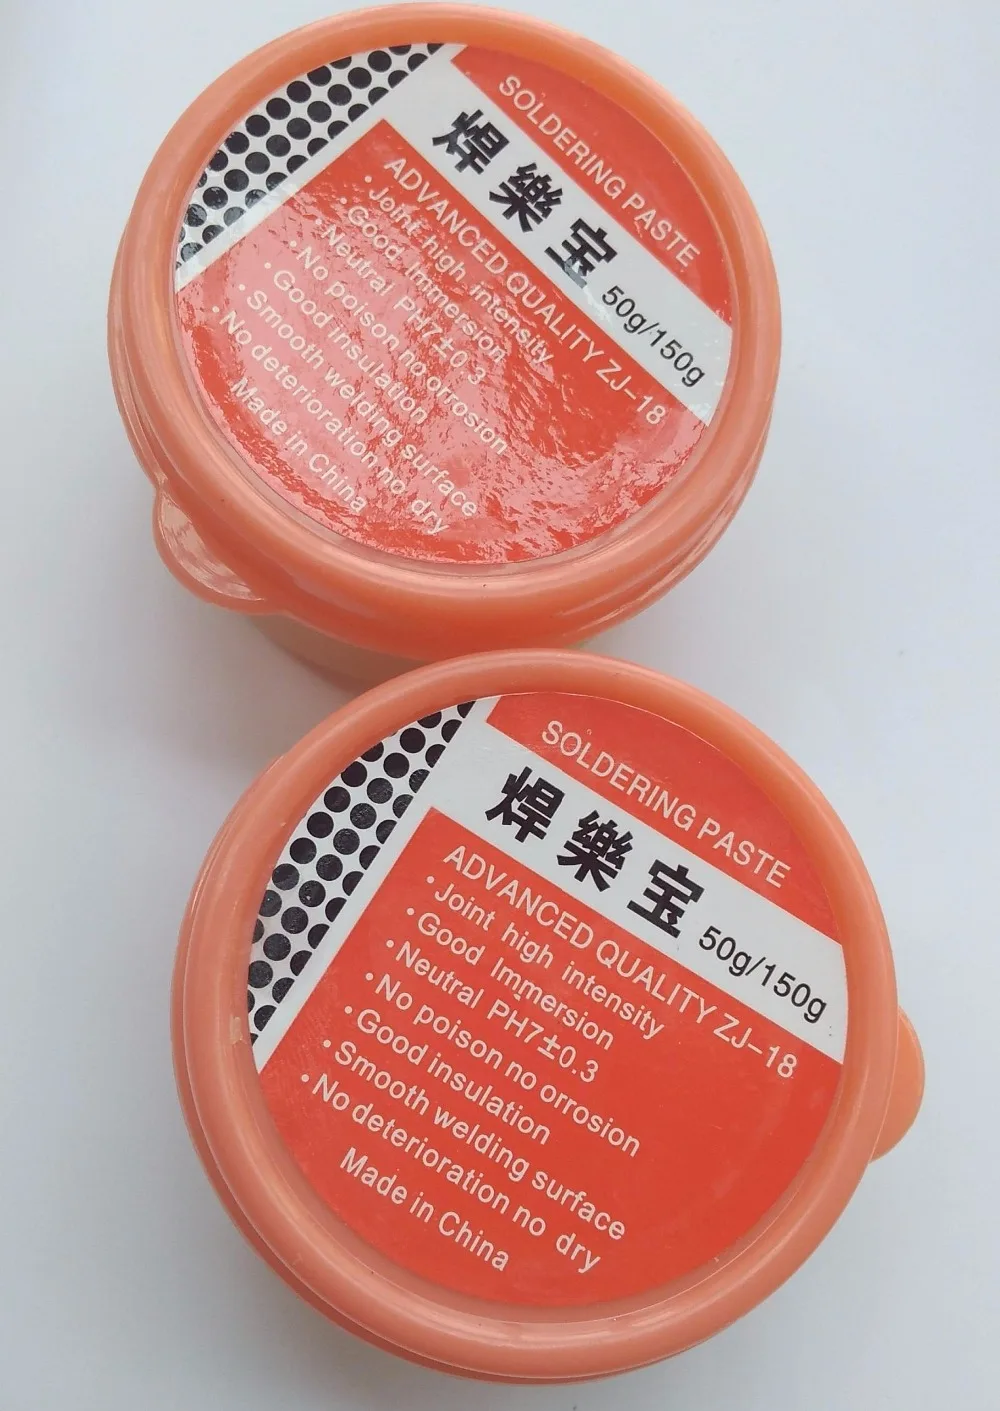 SOLDERING PASTE
焊樂宝 50g/150g
ADVANCED QUALITY ZJ-18
• Joint high intensity
• Good Immersion
• Neutral PH7±0.3
• No poison no orrosion
• Good insulation
• Smooth welding surface
• No deterioration no dry
Made in China
SOLDERING PASTE
焊樂宝 50g/150g
ADVANCED QUALITY ZJ-18
• Joint high intensity
• Good Immersion
• Neutral PH7±0.3
• No poison no orrosion
• Good insulation
• Smooth welding surface
• No deterioration no dry
Made in China